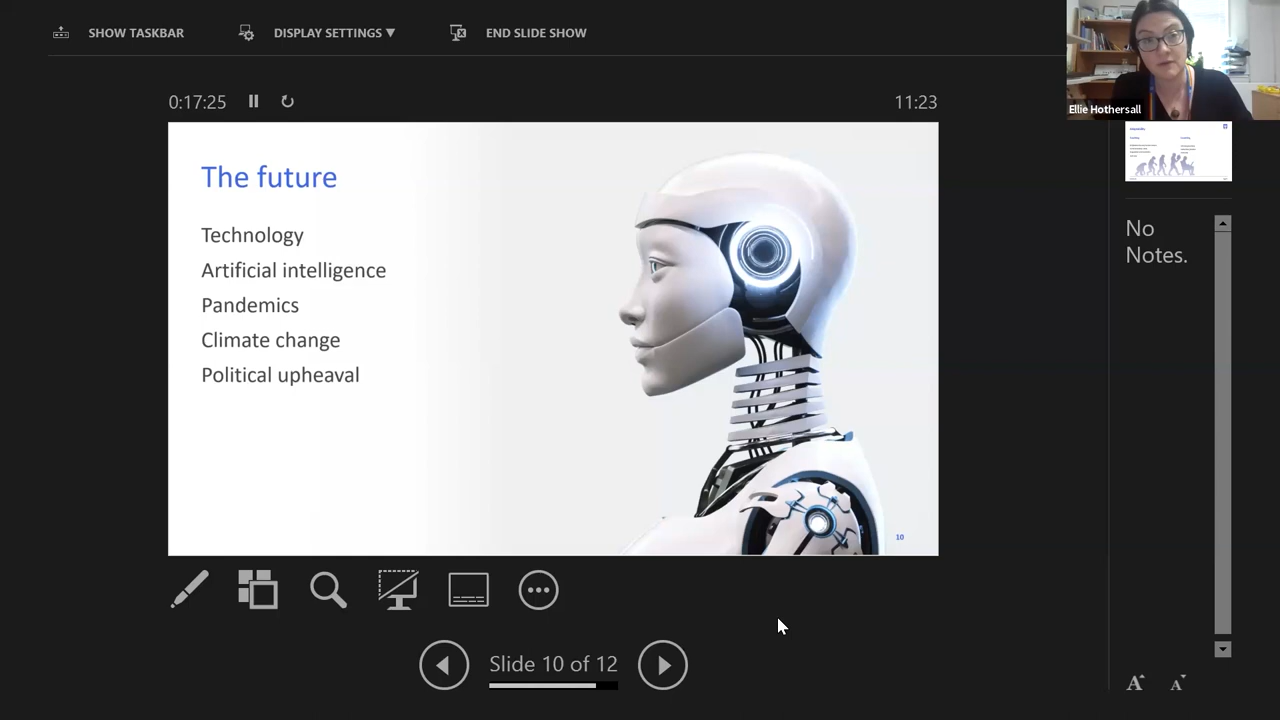 SHOW TASKBAR
DISPLAY SETTINGS ▼
END SLIDE SHOW
Ellie Hothersall
0:17:25
11:23
The future
Technology
Artificial intelligence
Pandemics
Climate change
Political upheaval
10
No
Notes.
Slide 10 of 12
A A